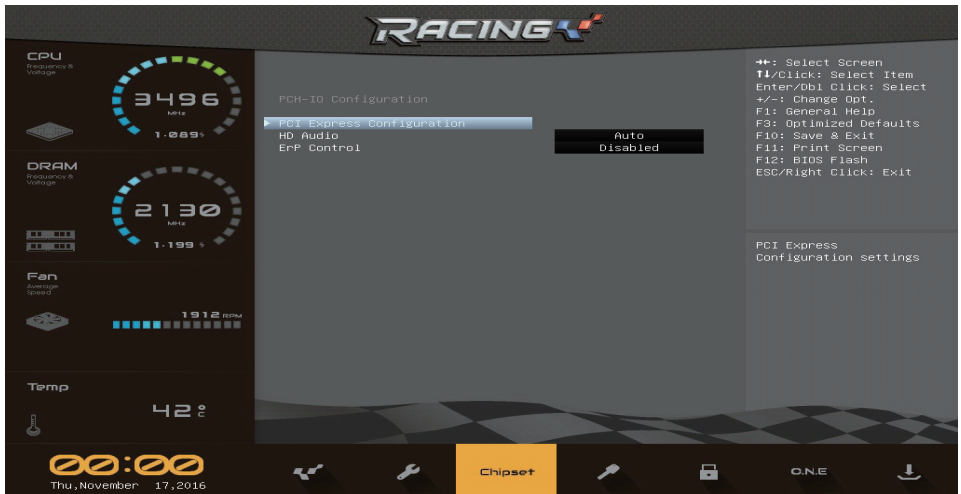 RACING
CPU
Frequency &
Voltage
3496
MHz
1.089
DRAM
Frequency &
Voltage
2130
MHz
1.199
Fan
Average
Speed
1912 RPM
Temp
42°C
PCH-IO Configuration
PCI Express Configuration
HD Audio Auto
ErP Control Disabled
→←: Select Screen
↑↓/Click: Select Item
Enter/Dbl Click: Select
+/-: Change Opt.
F1: General Help
F3: Optimized Defaults
F10: Save & Exit
F11: Print Screen
F12: BIOS Flash
ESC/Right Click: Exit
PCI Express
Configuration settings
00:00
Thu,November 17,2016
Chipset
O.N.E